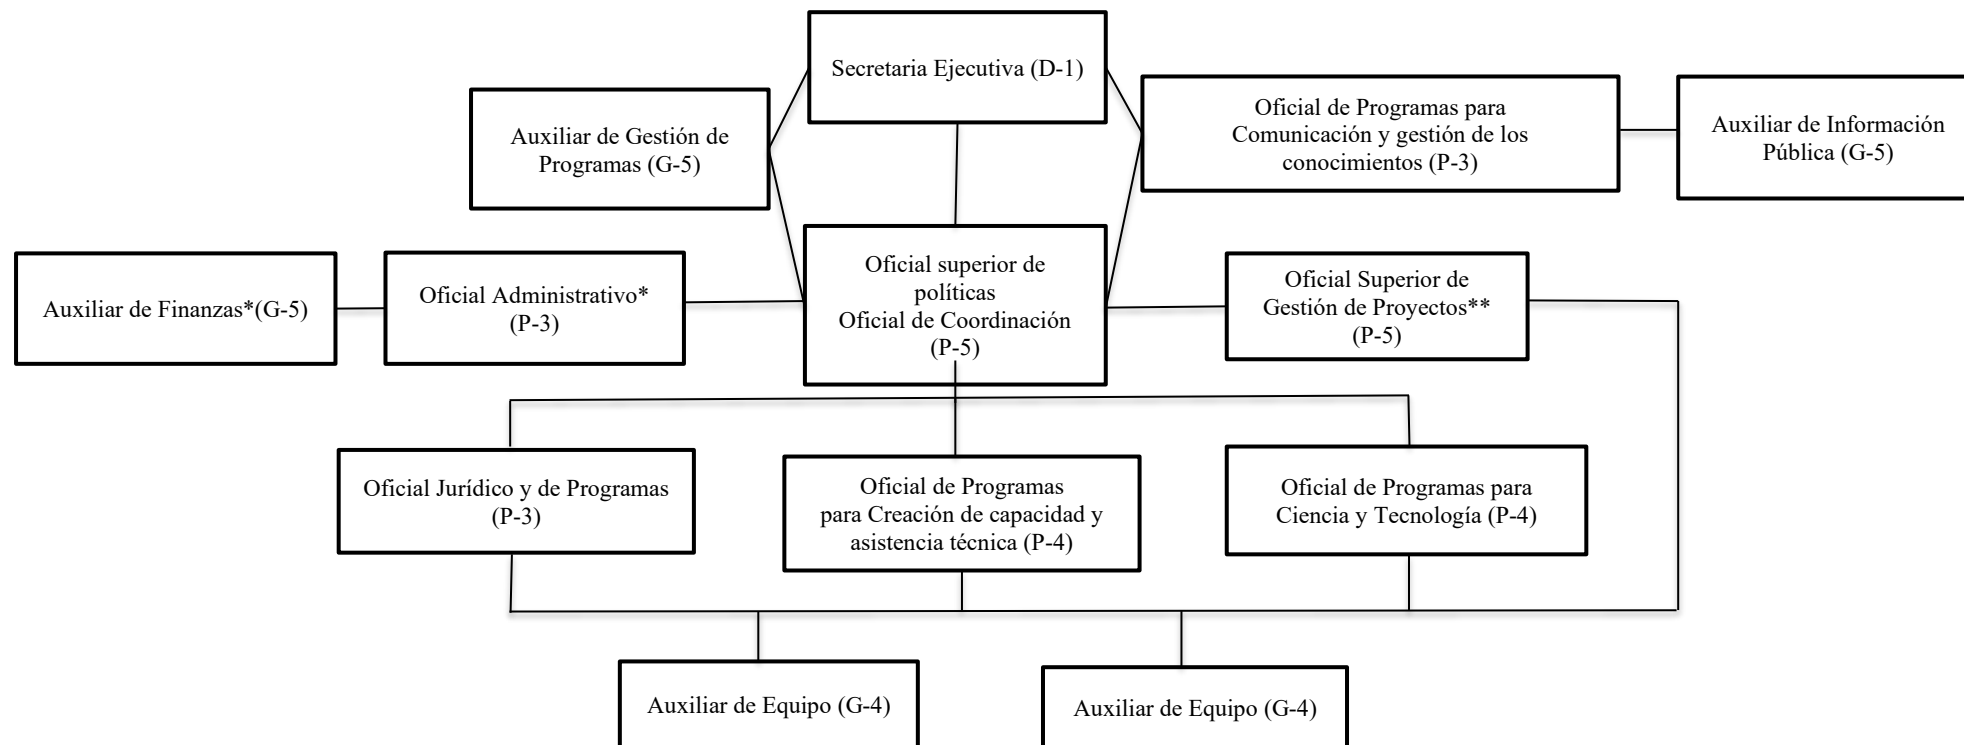 Secretaria Ejecutiva (D-1)
Auxiliar de Gestión de
Programas (G-5)
Oficial de Programas para
Comunicación y gestión de los
conocimientos (P-3)
Auxiliar de Información
Pública (G-5)
Auxiliar de Finanzas*(G-5)
Oficial Administrativo*
(P-3)
Oficial superior de
políticas
Oficial de Coordinación
(P-5)
Oficial Superior de
Gestión de Proyectos**
(P-5)
Oficial Jurídico y de Programas
(P-3)
Oficial de Programas
para Creación de capacidad y
asistencia técnica (P-4)
Oficial de Programas para
Ciencia y Tecnología (P-4)
Auxiliar de Equipo (G-4)
Auxiliar de Equipo (G-4)